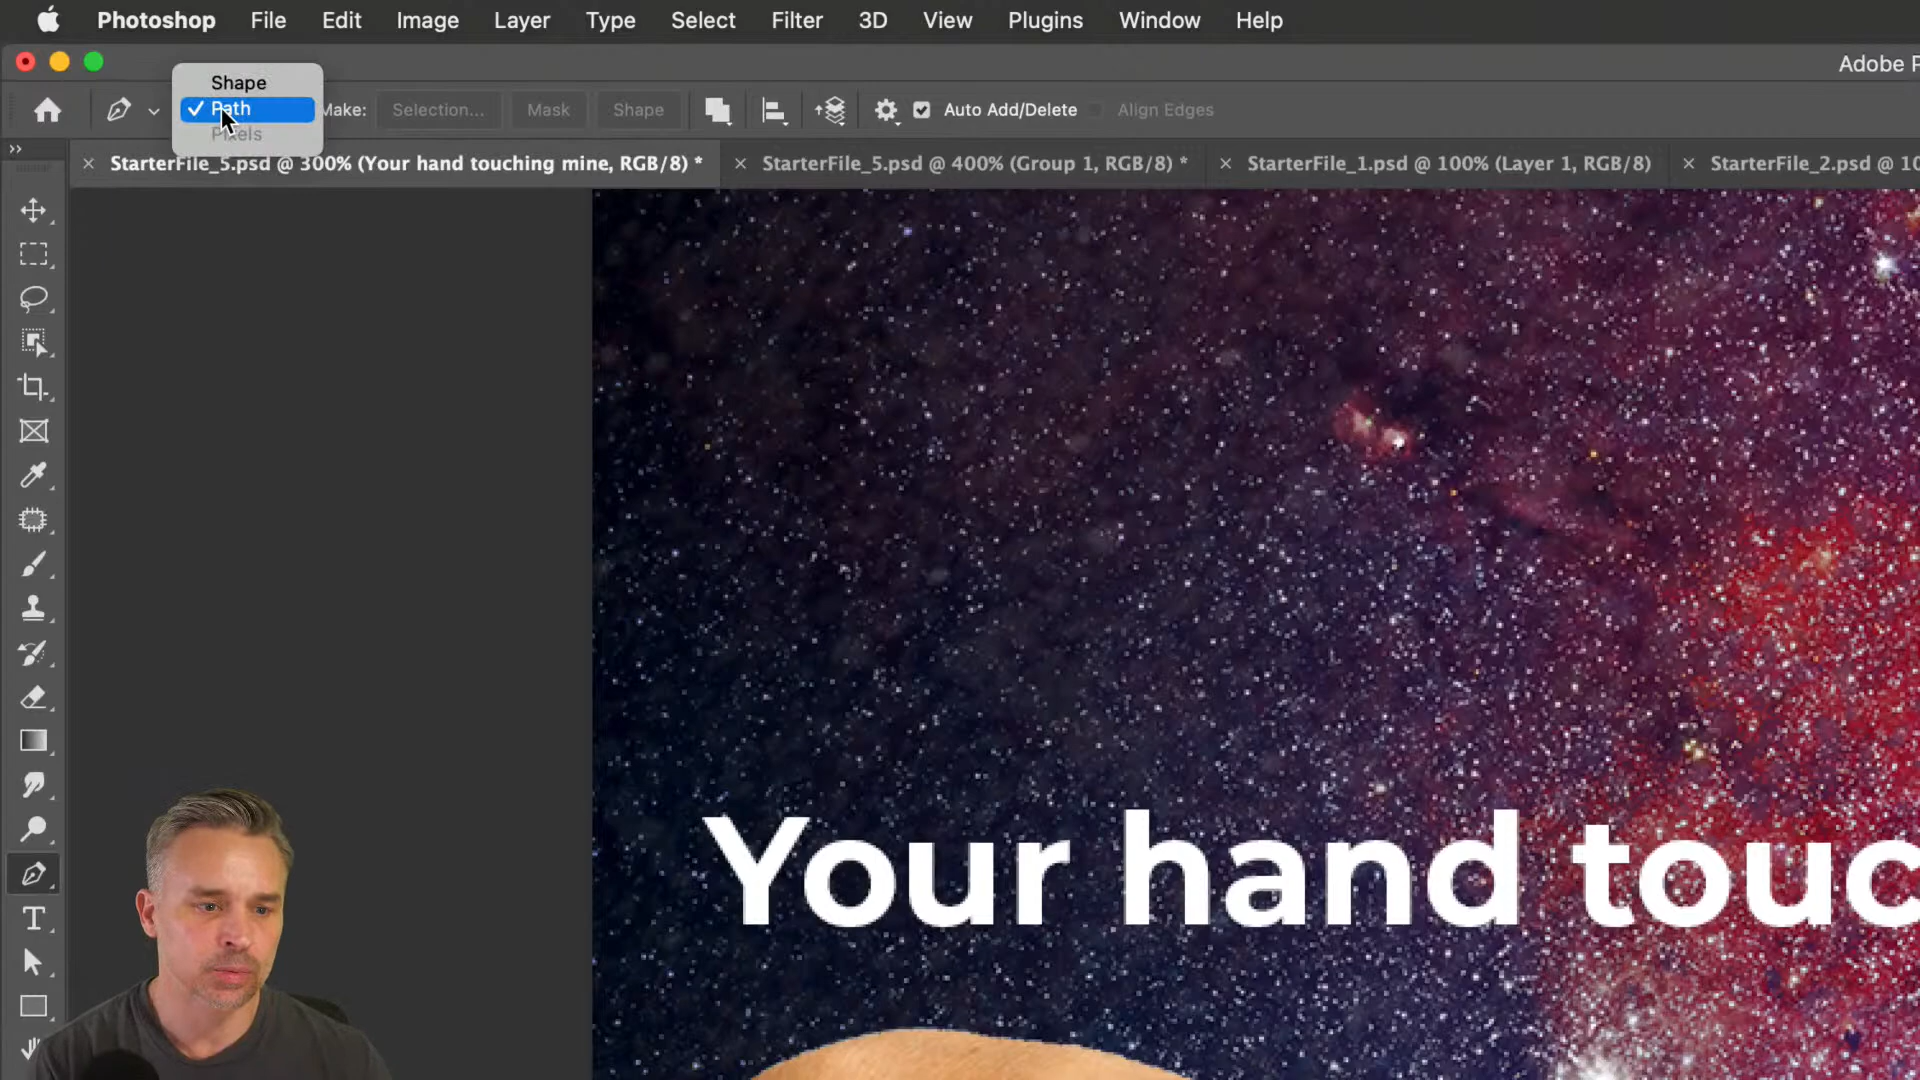 Photoshop File Edit Image Layer Type Select Filter 3D View Plugins Window Help
Adobe P
Shape
Path
Pixels
Make: Selection... Mask Shape Auto Add/Delete Align Edges
StarterFile_5.psd @ 300% (Your hand touching mine, RGB/8) * StarterFile_5.psd @ 400% (Group 1, RGB/8) * StarterFile_1.psd @ 100% (Layer 1, RGB/8) StarterFile_2.psd @ 10
Your hand touc